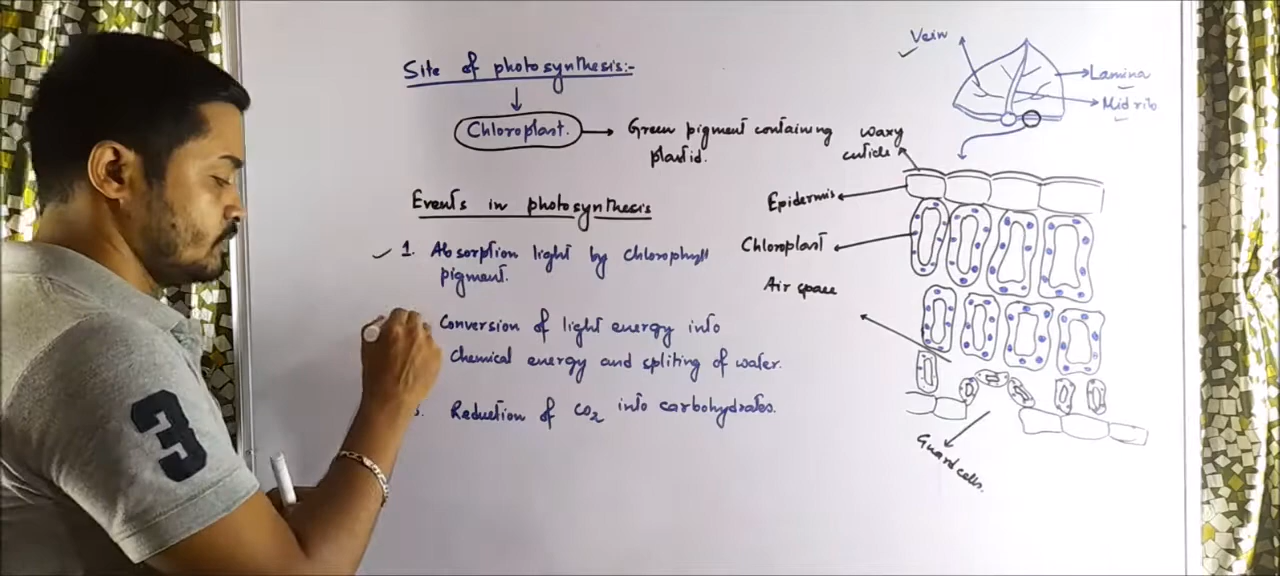 Site of photosynthesis:-
Chloroplast.
Green pigment containing
plastid.
Events in photosynthesis
1. Absorption light by chlorophyll
pigment.
Conversion of light energy into
chemical energy and spliting of water.
Reduction of CO2 into carbohydrates.
Vein
Lamina
Midrib
waxy
cuticle
Epidermis
Chloroplast
Air space
Guard cells.
3